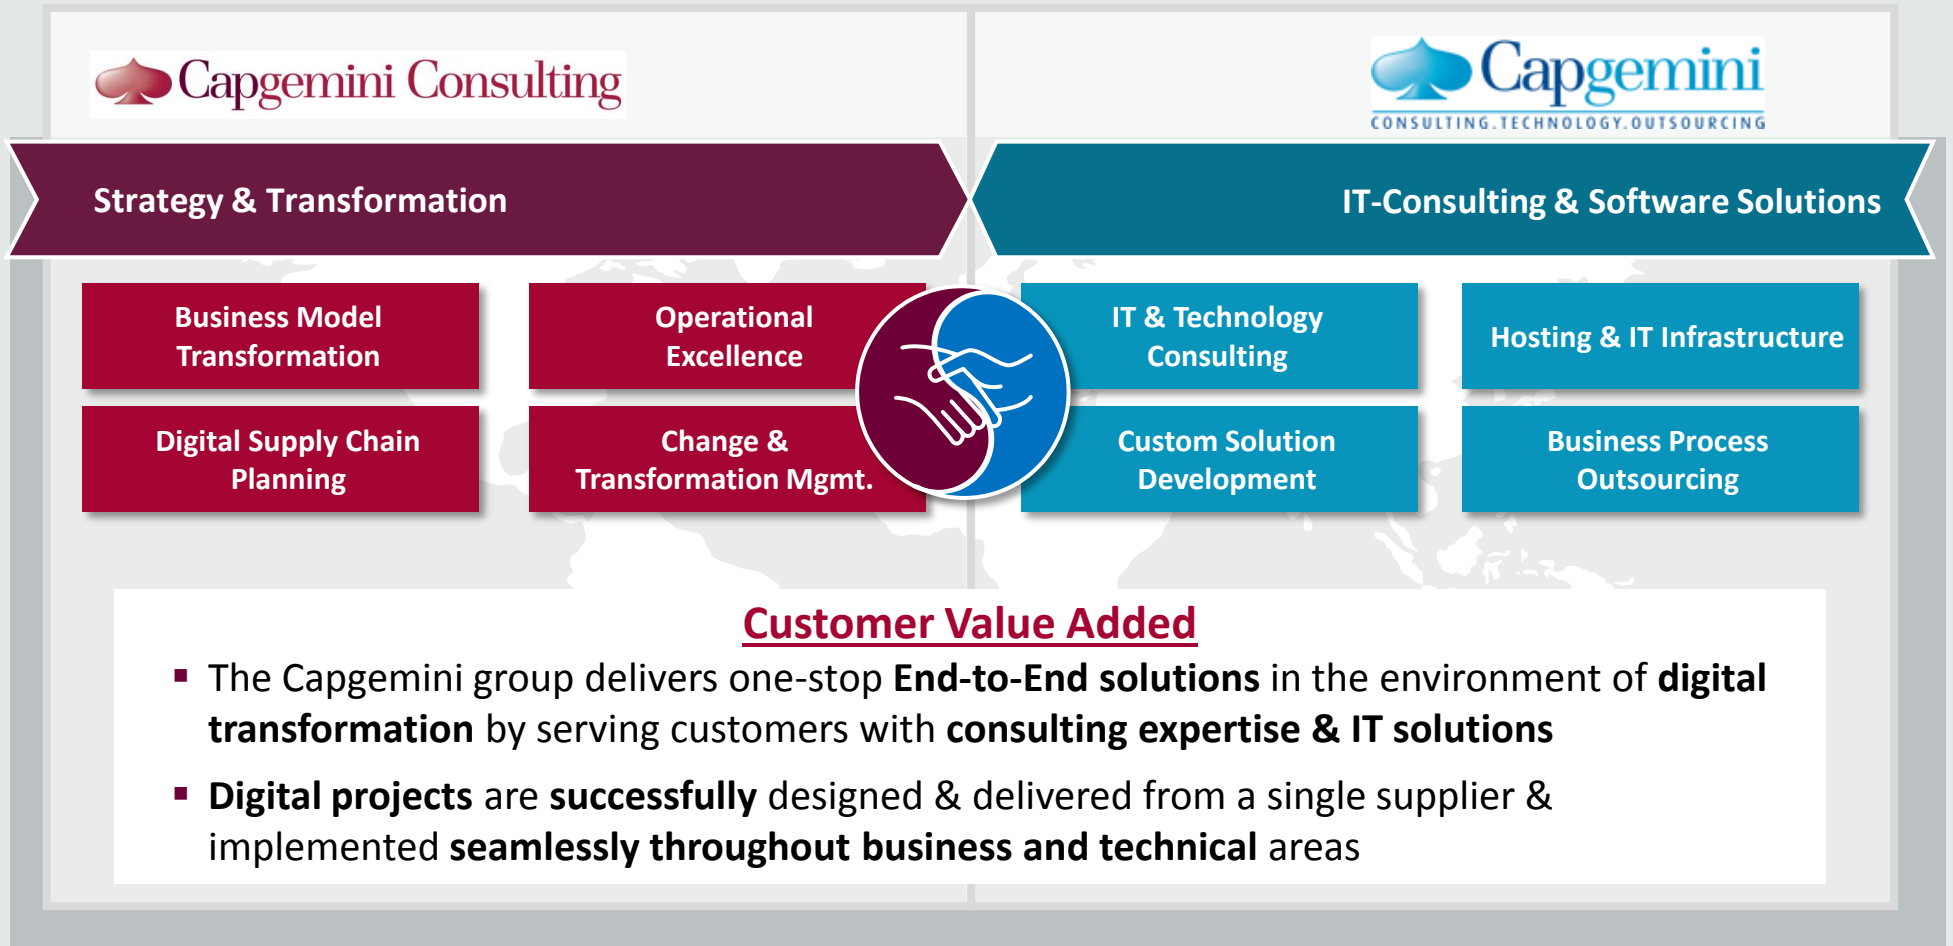 Capgemini Consulting
Capgemini
CONSULTING.TECHNOLOGY.OUTSOURCING
Strategy & Transformation
IT-Consulting & Software Solutions
Business Model
Transformation
Operational
Excellence
IT & Technology
Consulting
Hosting & IT Infrastructure
Digital Supply Chain
Planning
Change &
Transformation Mgmt.
Custom Solution
Development
Business Process
Outsourcing
Customer Value Added
▪ The Capgemini group delivers one-stop End-to-End solutions in the environment of digital
transformation by serving customers with consulting expertise & IT solutions
▪ Digital projects are successfully designed & delivered from a single supplier &
implemented seamlessly throughout business and technical areas